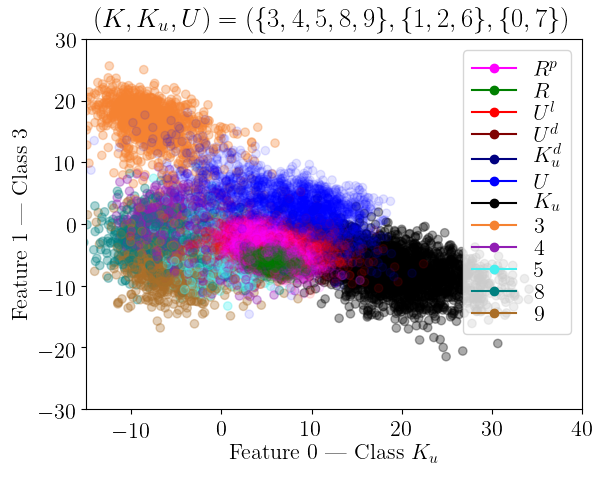 (K, K_u, U) = ({3, 4, 5, 8, 9}, {1, 2, 6}, {0, 7})
30
20
10
0
−10
−20
−30
Feature 1 — Class 3
R^p
R
U^l
U^d
K_u^d
U
K_u
3
4
5
8
9
−10
0
10
20
30
40
Feature 0 — Class K_u